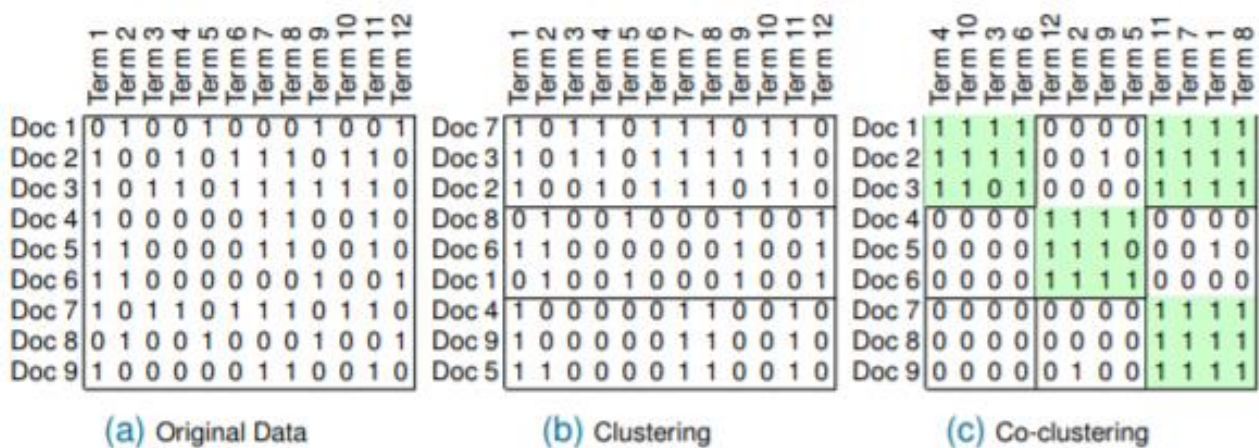 Term 1
Term 2
Term 3
Term 4
Term 5
Term 6
Term 7
Term 8
Term 9
Term 10
Term 11
Term 12
Doc 1 0 1 0 0 1 0 0 0 1 0 0 1
Doc 2 1 0 0 1 0 1 1 1 0 1 1 0
Doc 3 1 0 1 1 0 1 1 1 1 1 1 0
Doc 4 1 0 0 0 0 0 1 1 0 0 1 0
Doc 5 1 1 0 0 0 0 1 1 0 0 1 0
Doc 6 1 1 0 0 0 0 0 0 1 0 0 1
Doc 7 1 0 1 1 0 1 1 1 0 1 1 0
Doc 8 0 1 0 0 1 0 0 0 1 0 0 1
Doc 9 1 0 0 0 0 0 1 1 0 0 1 0
(a) Original Data
Term 1
Term 2
Term 3
Term 4
Term 5
Term 6
Term 7
Term 8
Term 9
Term 10
Term 11
Term 12
Doc 7 1 0 1 1 0 1 1 1 0 1 1 0
Doc 3 1 0 1 1 0 1 1 1 1 1 1 0
Doc 2 1 0 0 1 0 1 1 1 0 1 1 0
Doc 8 0 1 0 0 1 0 0 0 1 0 0 1
Doc 6 1 1 0 0 0 0 0 0 1 0 0 1
Doc 1 0 1 0 0 1 0 0 0 1 0 0 1
Doc 4 1 0 0 0 0 0 1 1 0 0 1 0
Doc 9 1 0 0 0 0 0 1 1 0 0 1 0
Doc 5 1 1 0 0 0 0 1 1 0 0 1 0
(b) Clustering
Term 4
Term 10
Term 3
Term 6
Term 12
Term 2
Term 9
Term 5
Term 11
Term 7
Term 1
Term 8
Doc 1 1 1 1 1 0 0 0 0 1 1 1 1
Doc 2 1 1 1 1 0 0 1 0 1 1 1 1
Doc 3 1 1 0 1 0 0 0 0 1 1 1 1
Doc 4 0 0 0 0 1 1 1 1 0 0 0 0
Doc 5 0 0 0 0 1 1 1 0 0 0 1 0
Doc 6 0 0 0 0 1 1 1 1 0 0 0 0
Doc 7 0 0 0 0 0 0 0 0 1 1 1 1
Doc 8 0 0 0 0 0 0 0 0 1 1 1 1
Doc 9 0 0 0 0 0 1 0 0 1 1 1 1
(c) Co-clustering